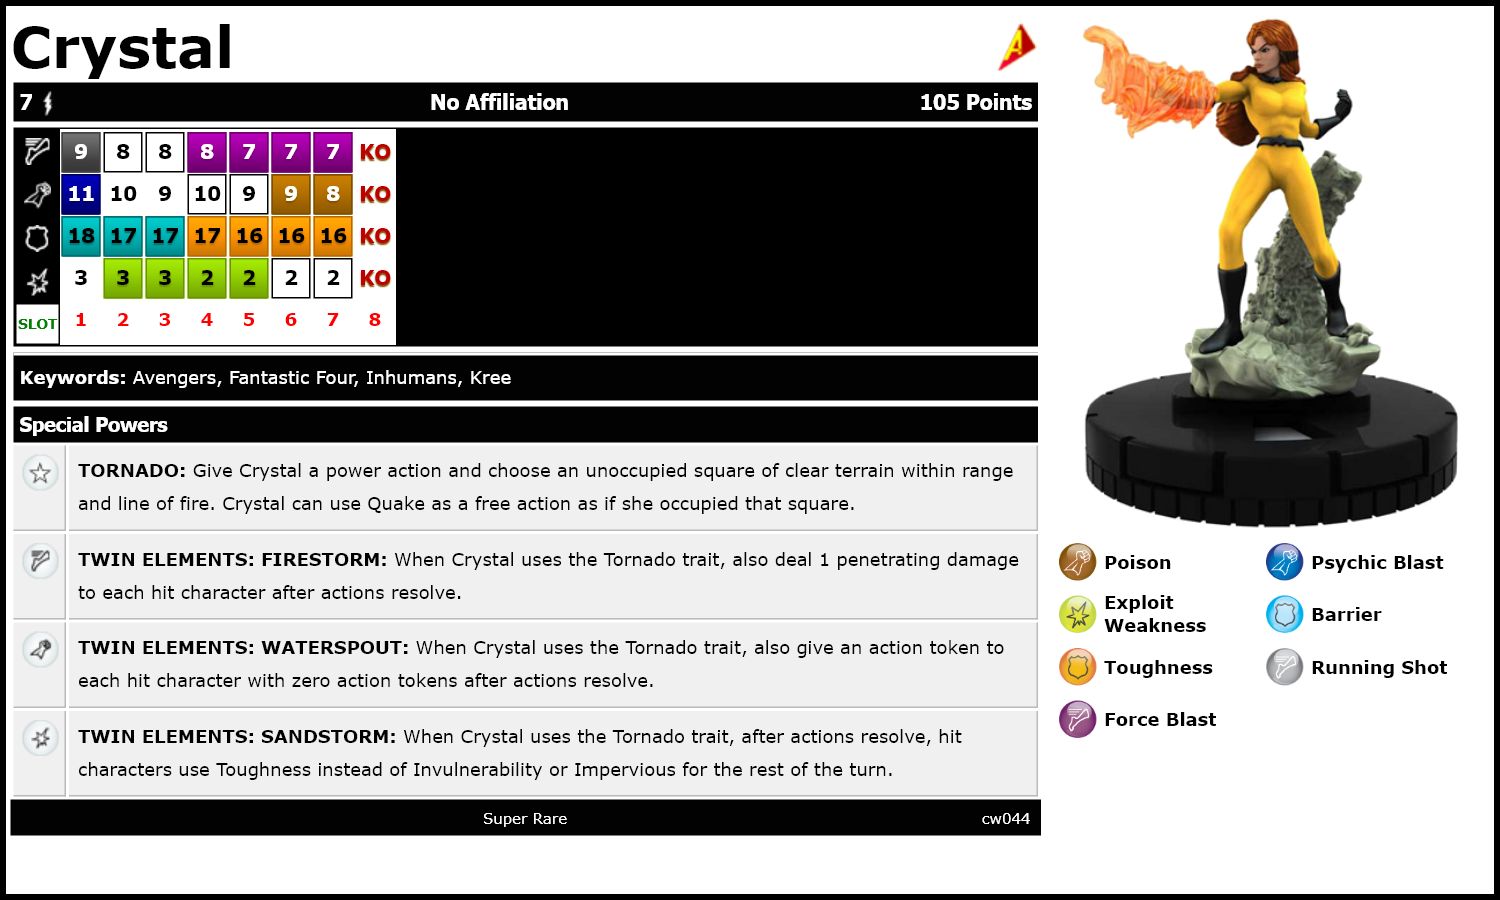 Crystal
A
7 No Affiliation 105 Points
9 8 8 8 7 7 7 KO
11 10 9 10 9 9 8 KO
18 17 17 17 16 16 16 KO
3 3 3 2 2 2 2 KO
SLOT 1 2 3 4 5 6 7 8
Keywords: Avengers, Fantastic Four, Inhumans, Kree
Special Powers
TORNADO: Give Crystal a power action and choose an unoccupied square of clear terrain within range
and line of fire. Crystal can use Quake as a free action as if she occupied that square.
TWIN ELEMENTS: FIRESTORM: When Crystal uses the Tornado trait, also deal 1 penetrating damage
to each hit character after actions resolve.
TWIN ELEMENTS: WATERSPOUT: When Crystal uses the Tornado trait, also give an action token to
each hit character with zero action tokens after actions resolve.
TWIN ELEMENTS: SANDSTORM: When Crystal uses the Tornado trait, after actions resolve, hit
characters use Toughness instead of Invulnerability or Impervious for the rest of the turn.
Super Rare cw044
Poison Psychic Blast
Exploit
Weakness
Barrier
Toughness Running Shot
Force Blast